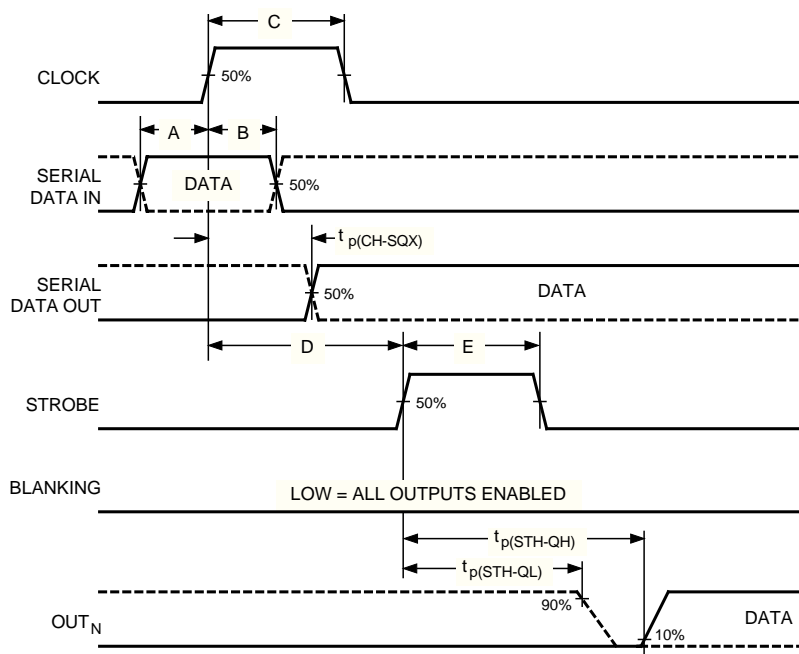 C
CLOCK
50%
A
B
SERIAL
DATA IN
DATA
50%
t p(CH-SQX)
SERIAL
DATA OUT
50%
DATA
D
E
STROBE
50%
BLANKING
LOW = ALL OUTPUTS ENABLED
t p(STH-QH)
t p(STH-QL)
90%
DATA
OUT N
10%